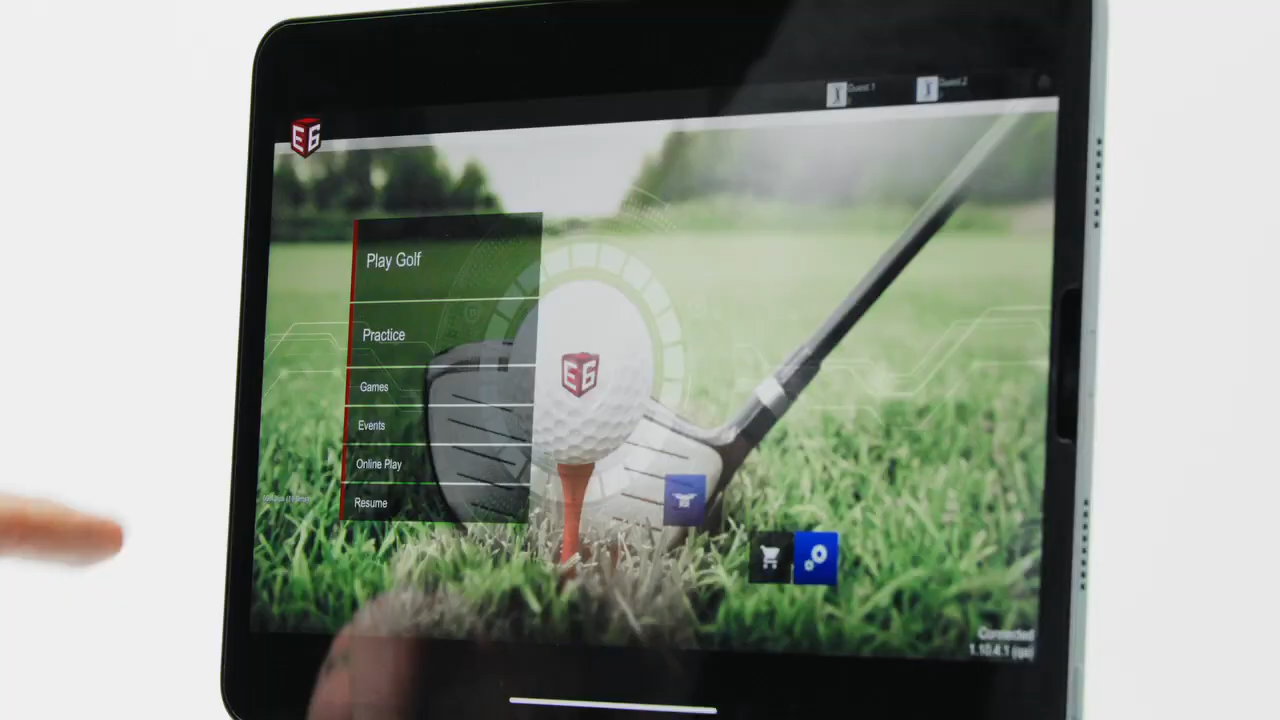 Guest 1
Guest 2
E6
Play Golf
Practice
Games
E6
Events
Online Play
Resume
Connected